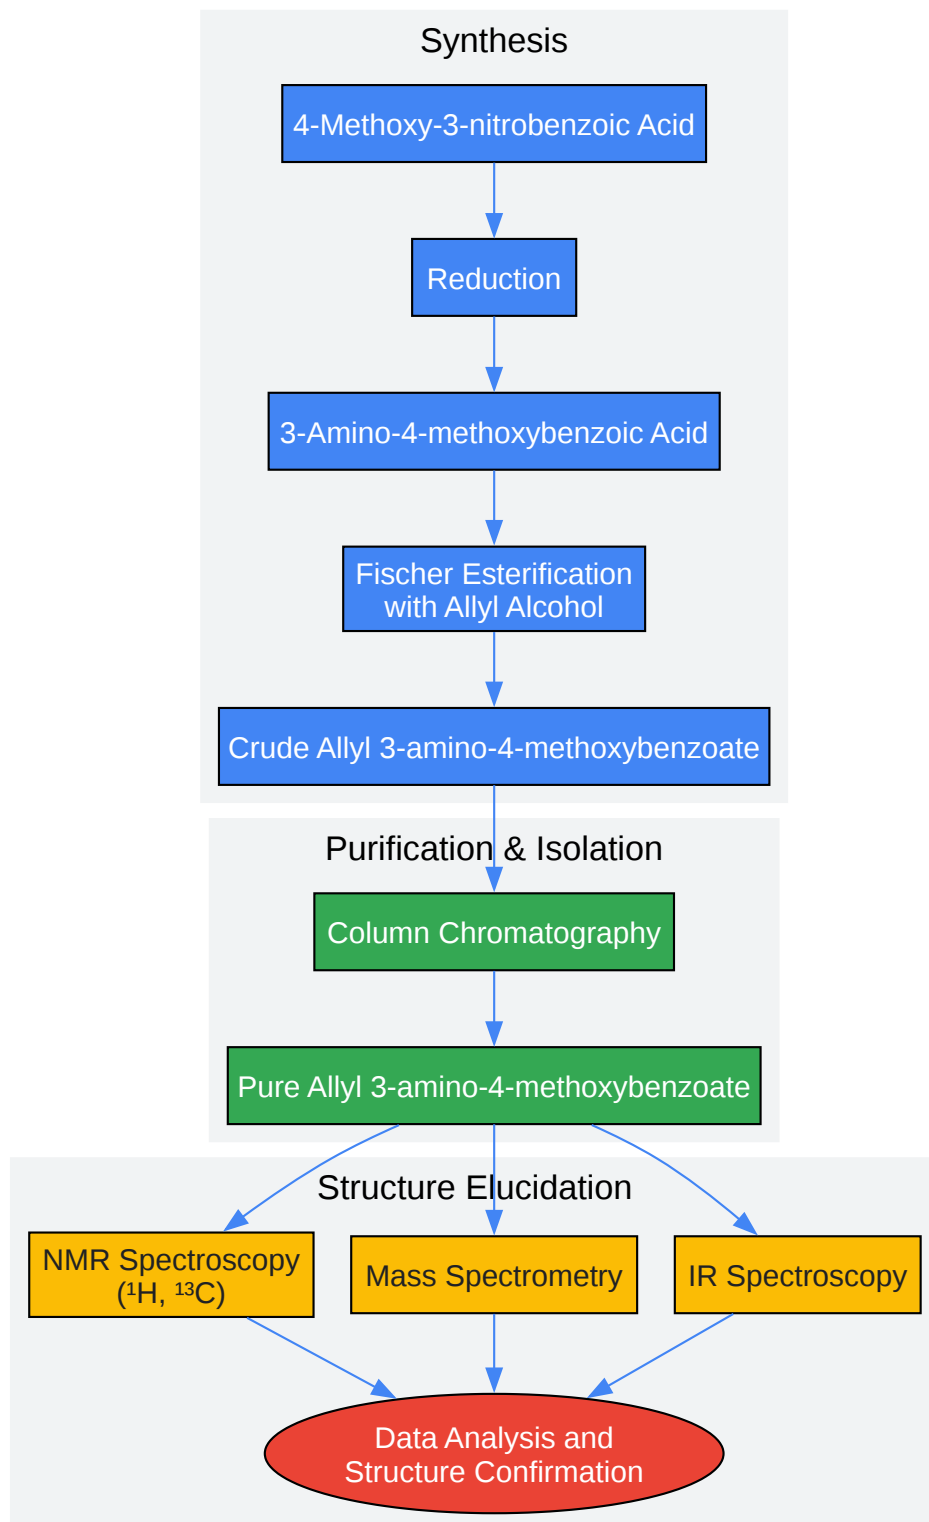 Synthesis
4-Methoxy-3-nitrobenzoic Acid
Reduction
3-Amino-4-methoxybenzoic Acid
Fischer Esterification
with Allyl Alcohol
Crude Allyl 3-amino-4-methoxybenzoate
Purification & Isolation
Column Chromatography
Pure Allyl 3-amino-4-methoxybenzoate
Structure Elucidation
NMR Spectroscopy
(¹H, ¹³C)
Mass Spectrometry
IR Spectroscopy
Data Analysis and
Structure Confirmation